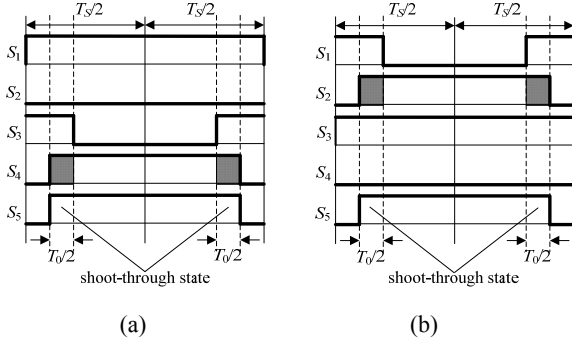 T_S/2 T_S/2
S_1
S_2
S_3
S_4
S_5
T_0/2 T_0/2
shoot-through state
(a)
T_S/2 T_S/2
S_1
S_2
S_3
S_4
S_5
T_0/2 T_0/2
shoot-through state
(b)